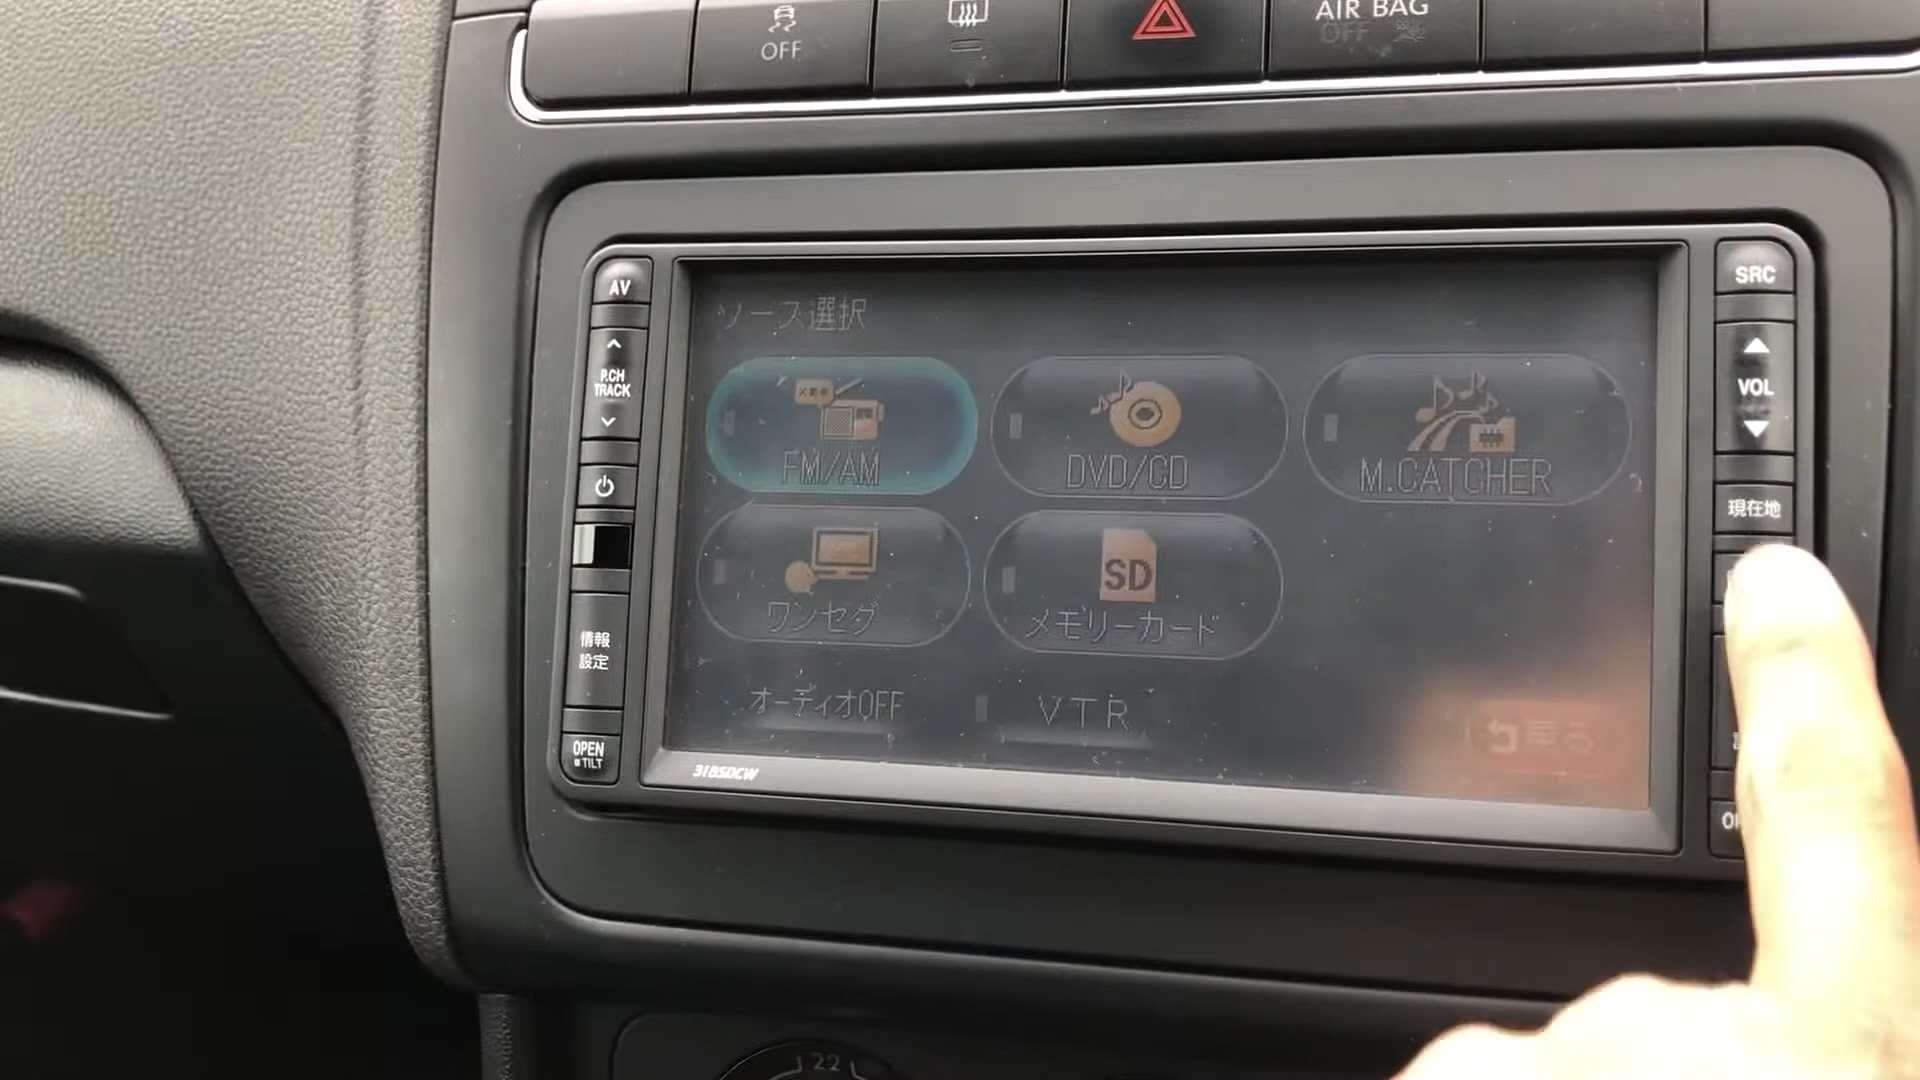 OFF
AIR BAG
OFF
AV
P.CH
TRACK
情報
設定
OPEN
TILT
ソース選択
FM/AM
DVD/CD
M.CATCHER
ワンセグ
SD
メモリーカード
オーディオOFF
VTR
戻る
318SDCW
SRC
VOL
現在地
22